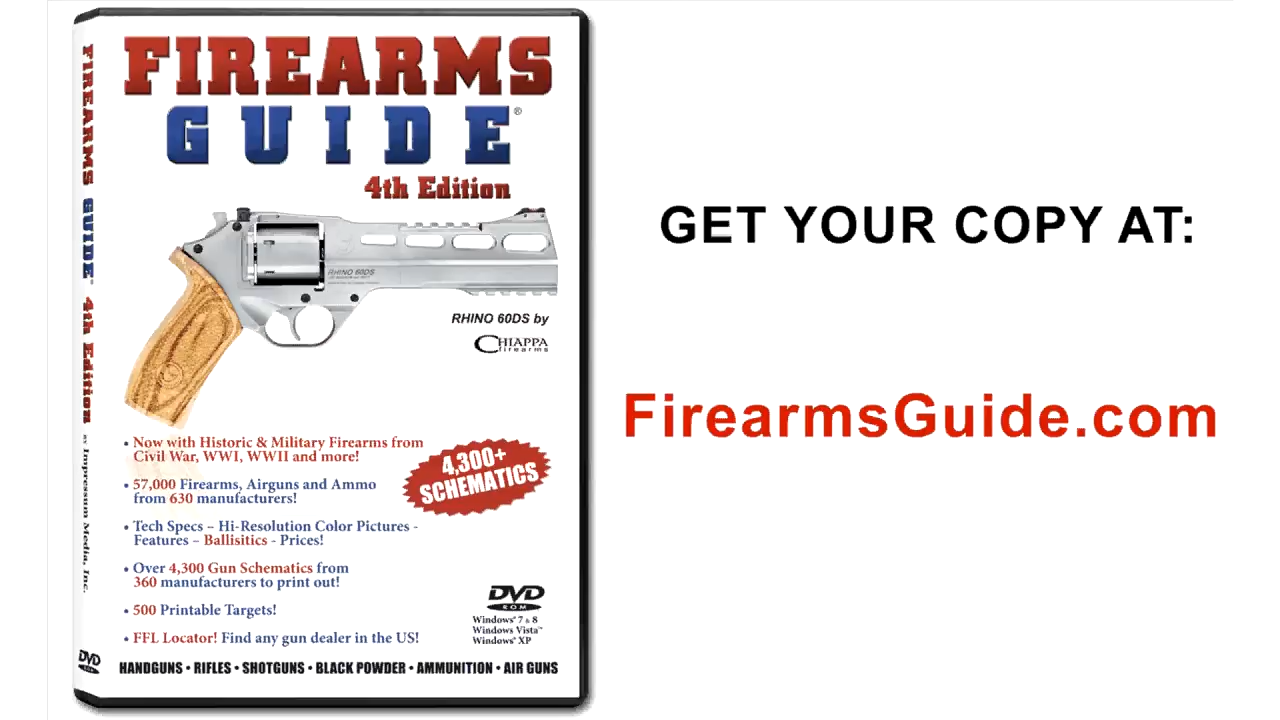 FIREARMS
GUIDE®
4th Edition
FIREARMS GUIDE® 4th Edition BY Impressum Media, Inc.
RHINO 60DS
RHINO 60DS by
CHIAPPA
firearms
• Now with Historic & Military Firearms from
Civil War, WWI, WWII and more!
• 57,000 Firearms, Airguns and Ammo
from 630 manufacturers!
4,300+
SCHEMATICS
• Tech Specs – Hi-Resolution Color Pictures -
Features – Ballisitics - Prices!
• Over 4,300 Gun Schematics from
360 manufacturers to print out!
• 500 Printable Targets!
• FFL Locator! Find any gun dealer in the US!
DVD
ROM
Windows® 7 & 8
Windows Vista™
Windows® XP
DVD
HANDGUNS • RIFLES • SHOTGUNS • BLACK POWDER • AMMUNITION • AIR GUNS
GET YOUR COPY AT:
FirearmsGuide.com